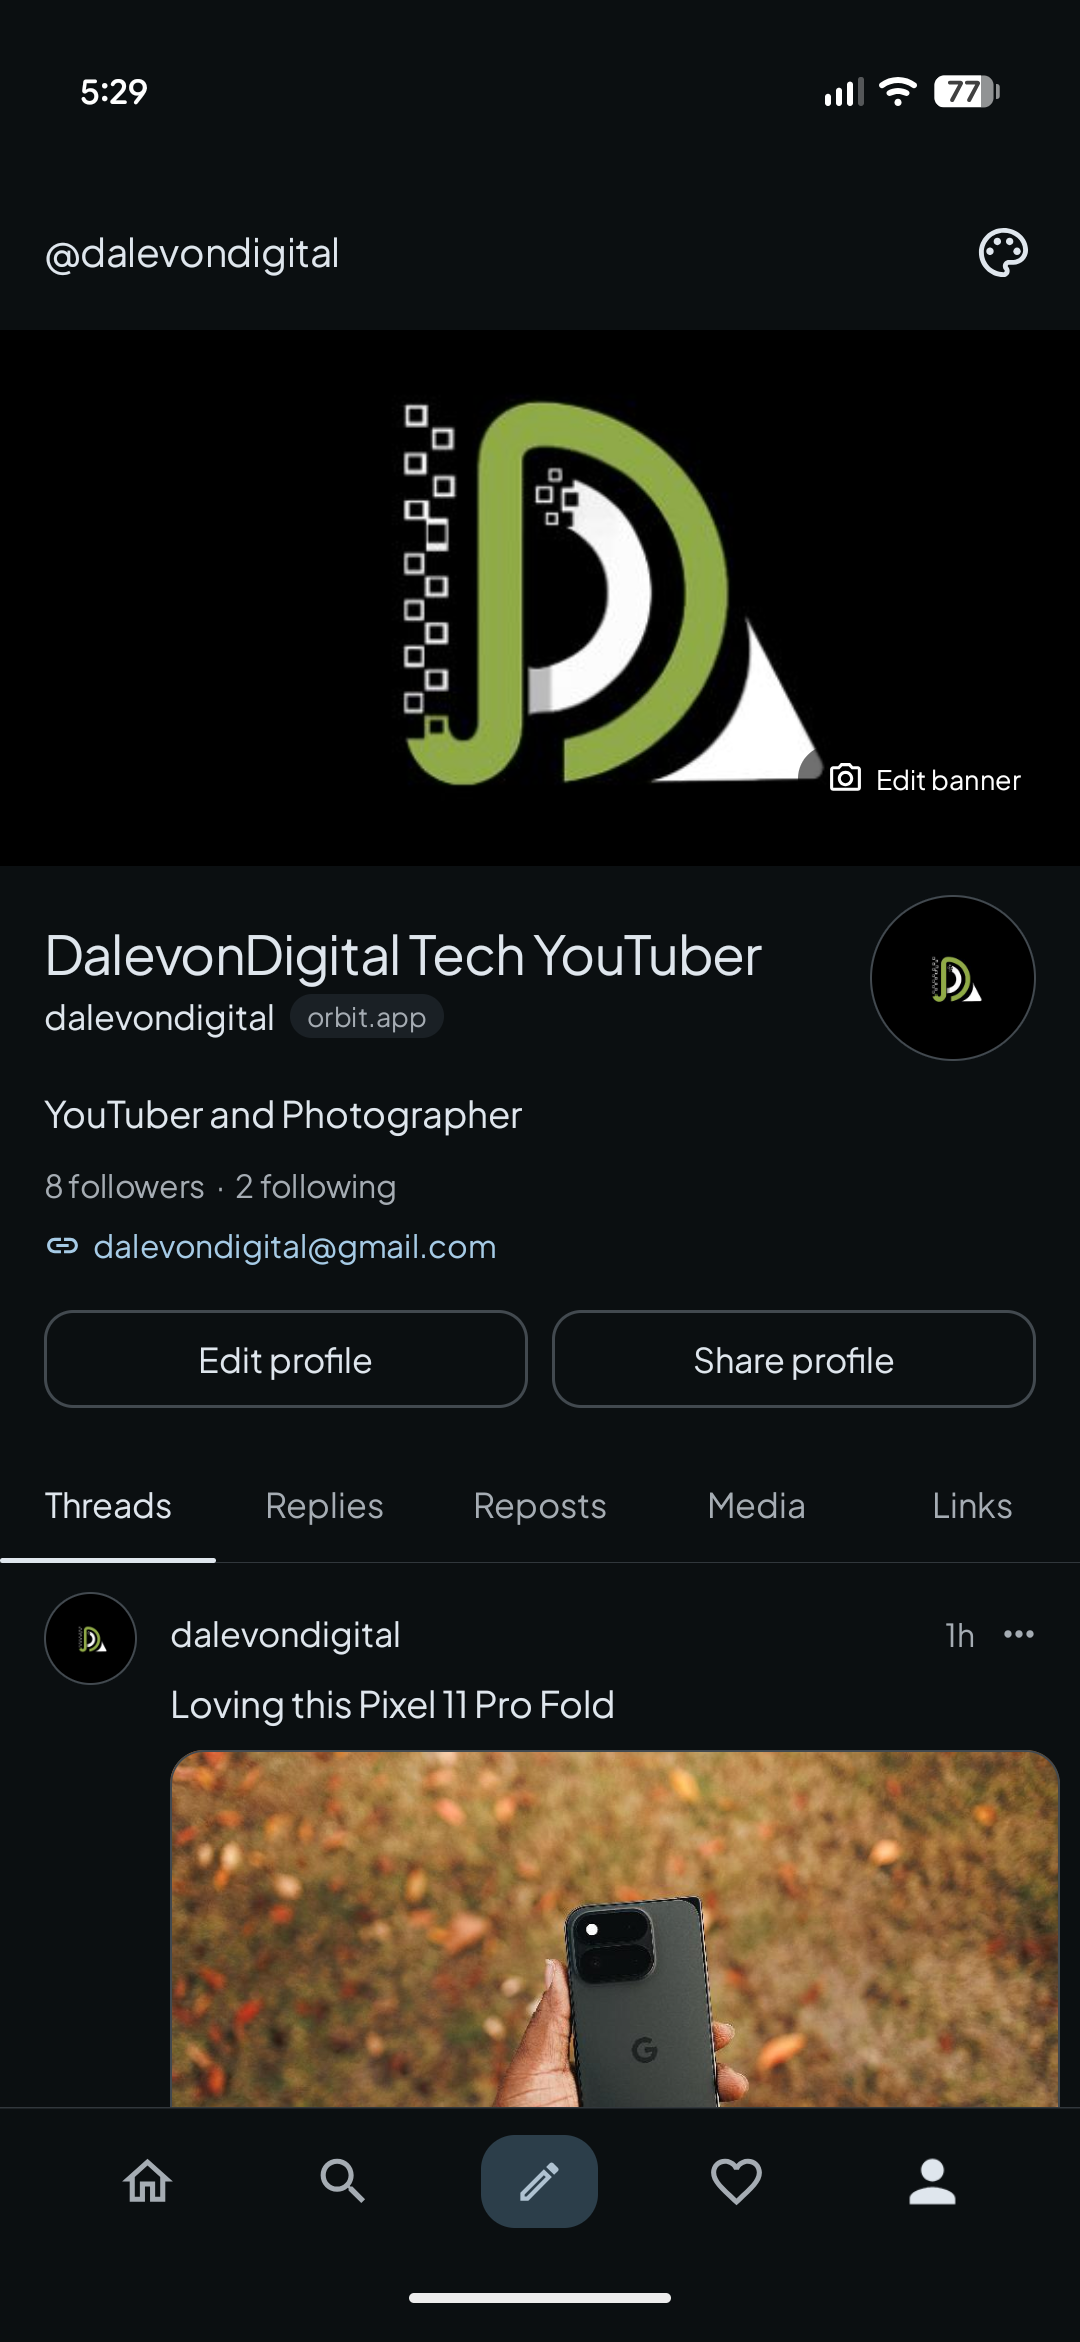 5:29
77
@dalevondigital
Edit banner
DalevonDigital Tech YouTuber
dalevondigital orbit.app
YouTuber and Photographer
8 followers · 2 following
dalevondigital@gmail.com
Edit profile Share profile
Threads Replies Reposts Media Links
dalevondigital 1h
Loving this Pixel 11 Pro Fold
G